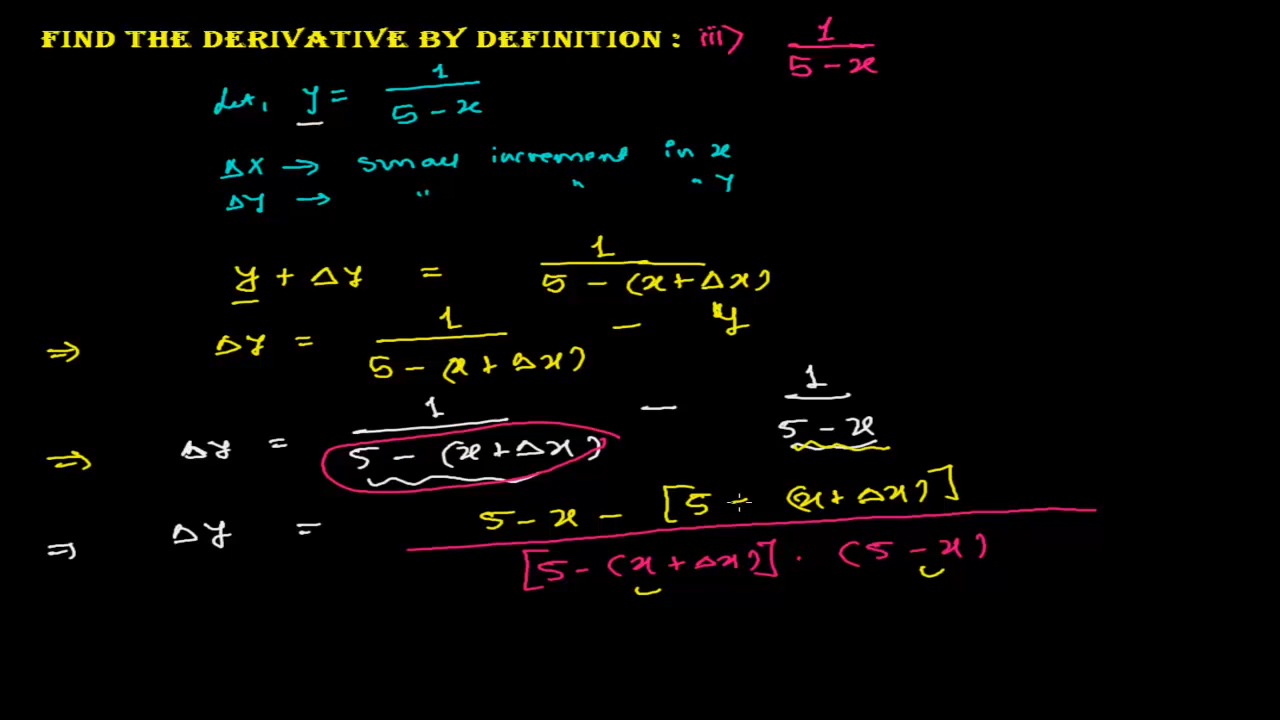 FIND THE DERIVATIVE BY DEFINITION : iii> 1/(5-x)
Let, y = 1/(5-x)
Δx → small increment in x
Δy → " " " y
y + Δy = 1/(5 - (x+Δx))
⇒ Δy = 1/(5 - (x+Δx)) - y
⇒ Δy = 1/(5 - (x+Δx)) - 1/(5-x)
⇒ Δy = (5-x - [5 - (x+Δx)])/([5 - (x+Δx)] · (5-x))